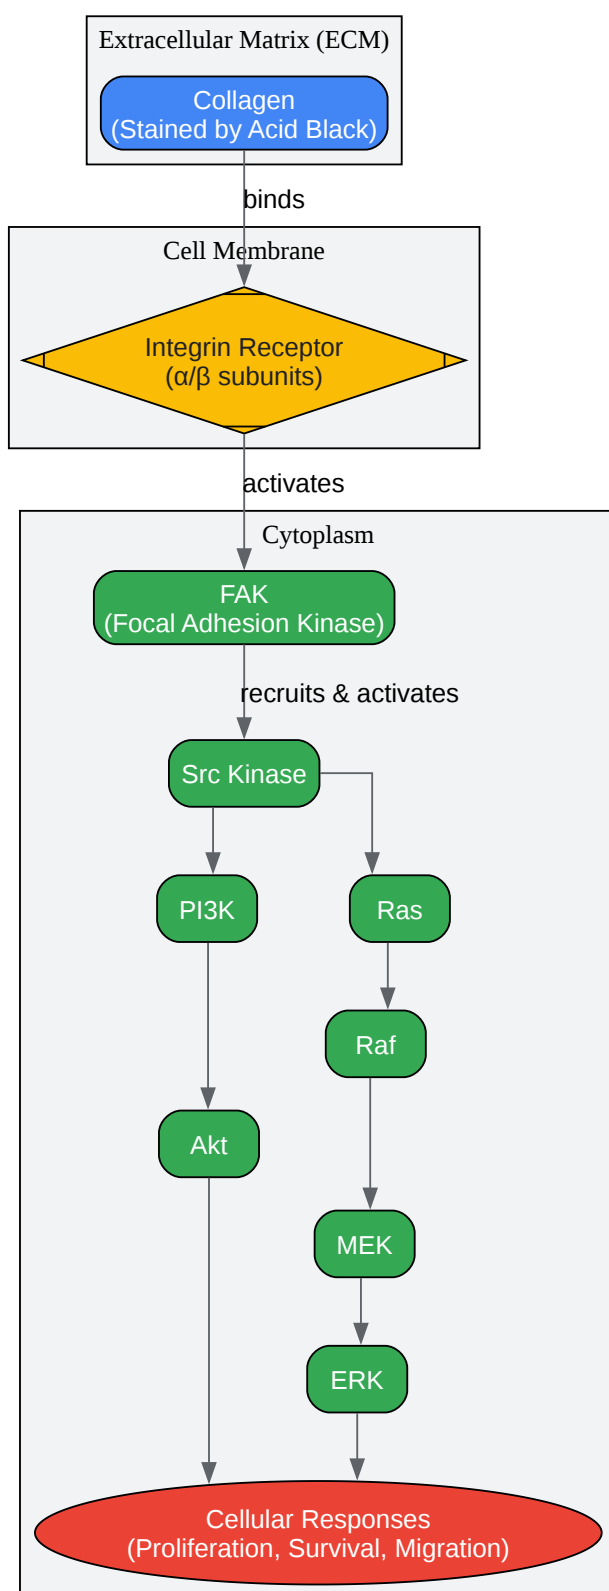 Extracellular Matrix (ECM)
Collagen
(Stained by Acid Black)
binds
Cell Membrane
Integrin Receptor
(α/β subunits)
activates
Cytoplasm
FAK
(Focal Adhesion Kinase)
recruits & activates
Src Kinase
PI3K
Ras
Raf
Akt
MEK
ERK
Cellular Responses
(Proliferation, Survival, Migration)